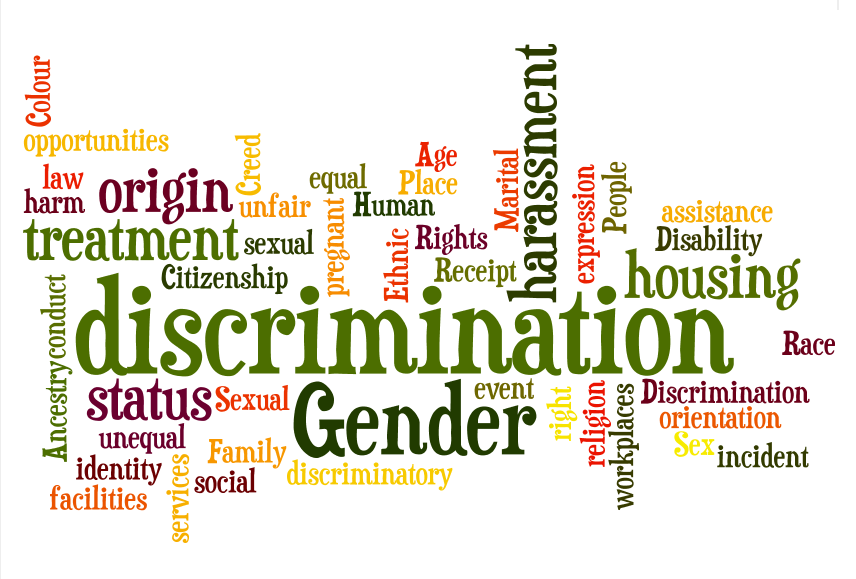 Colour
opportunities
law
harm
origin
Creed
unfair
equal
Age
Place
Human
Marital
harassment
expression
People
assistance
Disability
treatment
sexual
pregnant
Ethnic
Rights
Receipt
Citizenship
housing
conduct
Ancestry
discrimination
Race
status
Sexual
Gender
event
right
religion
workplaces
Discrimination
orientation
Sex
incident
unequal
identity
facilities
services
Family
social
discriminatory